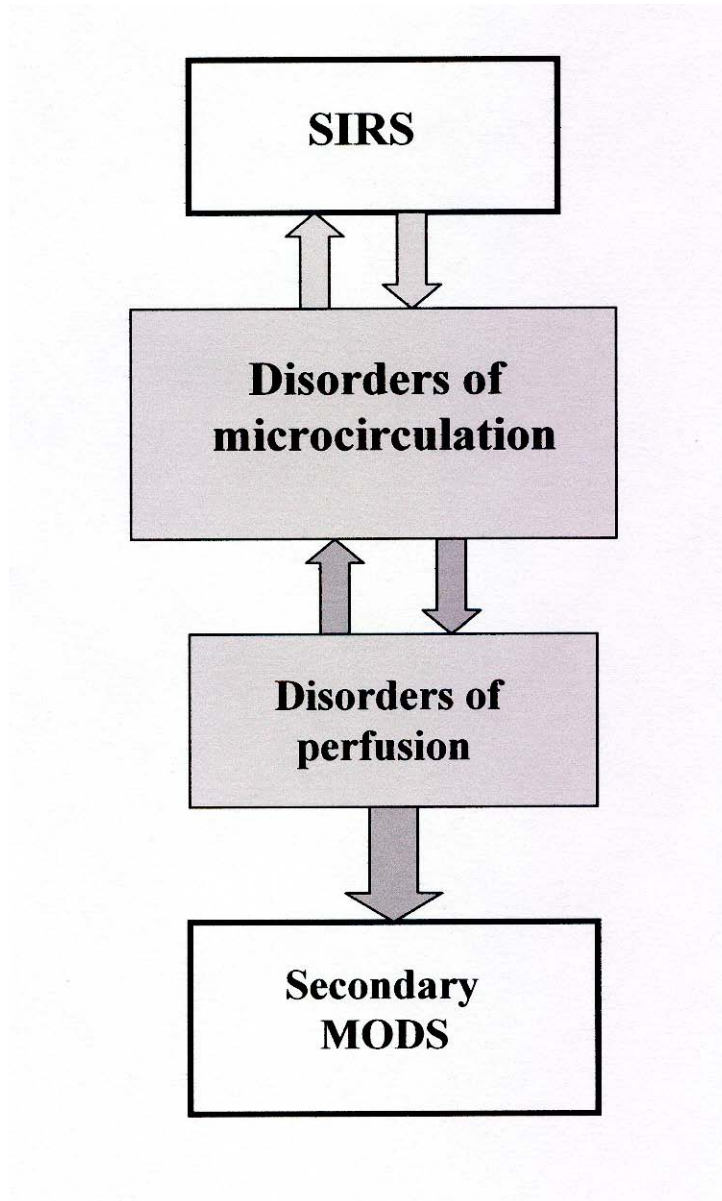 SIRS
Disorders of
microcirculation
Disorders of
perfusion
Secondary
MODS